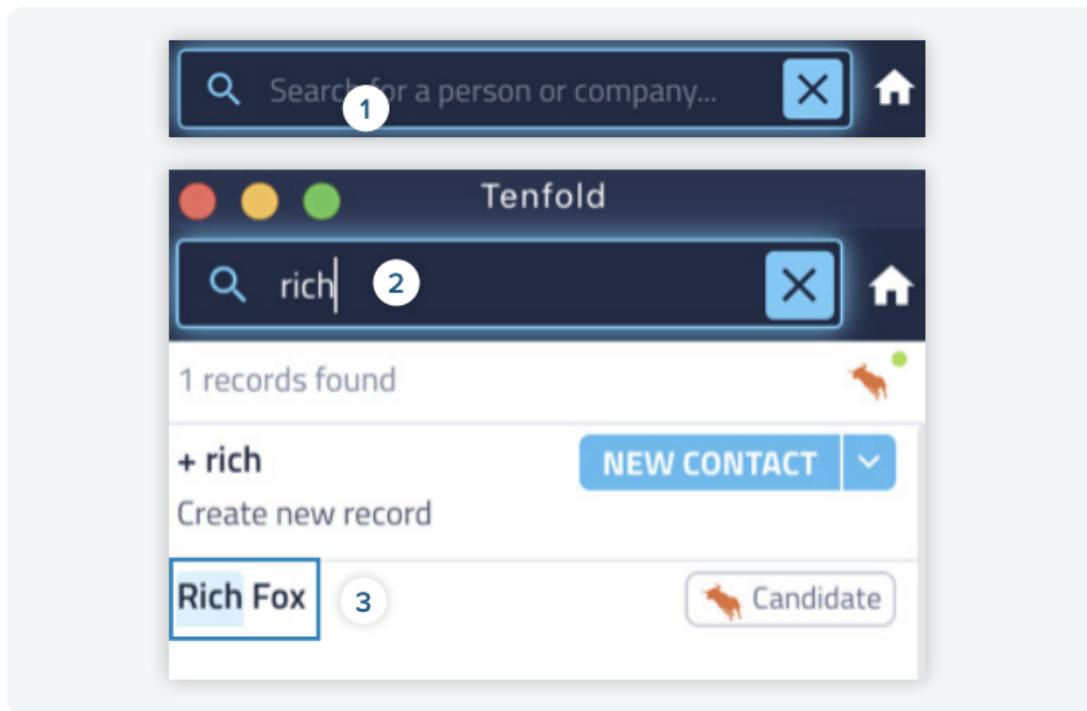 Search for a person or company...
1
Tenfold
rich
2
1 records found
+ rich
NEW CONTACT
Create new record
Rich Fox
3
Candidate